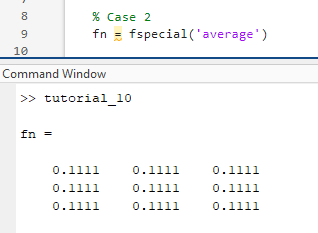 8 % Case 2
9 fn = fspecial('average')
10
Command Window
>> tutorial_10
fn =
0.1111 0.1111 0.1111
0.1111 0.1111 0.1111
0.1111 0.1111 0.1111